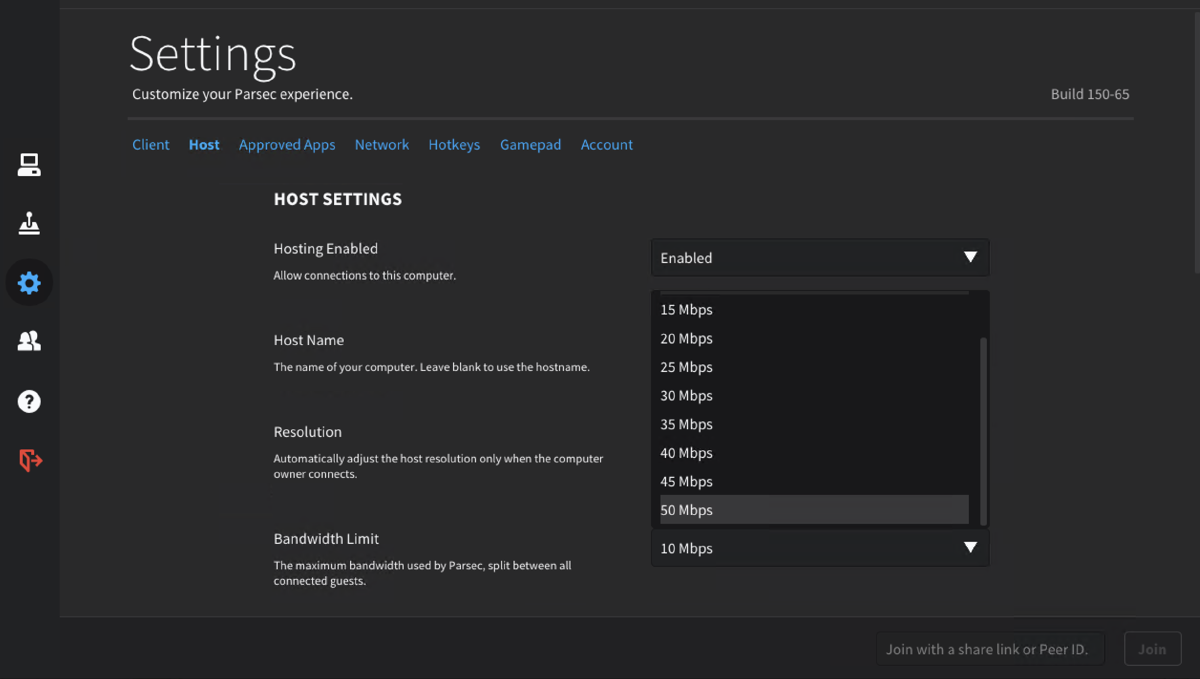 Settings
Customize your Parsec experience.
Build 150-65
Client Host Approved Apps Network Hotkeys Gamepad Account
HOST SETTINGS
Hosting Enabled
Allow connections to this computer.
Enabled
Host Name
The name of your computer. Leave blank to use the hostname.
Resolution
Automatically adjust the host resolution only when the computer
owner connects.
15 Mbps
20 Mbps
25 Mbps
30 Mbps
35 Mbps
40 Mbps
45 Mbps
50 Mbps
Bandwidth Limit
The maximum bandwidth used by Parsec, split between all
connected guests.
10 Mbps
Join with a share link or Peer ID.
Join